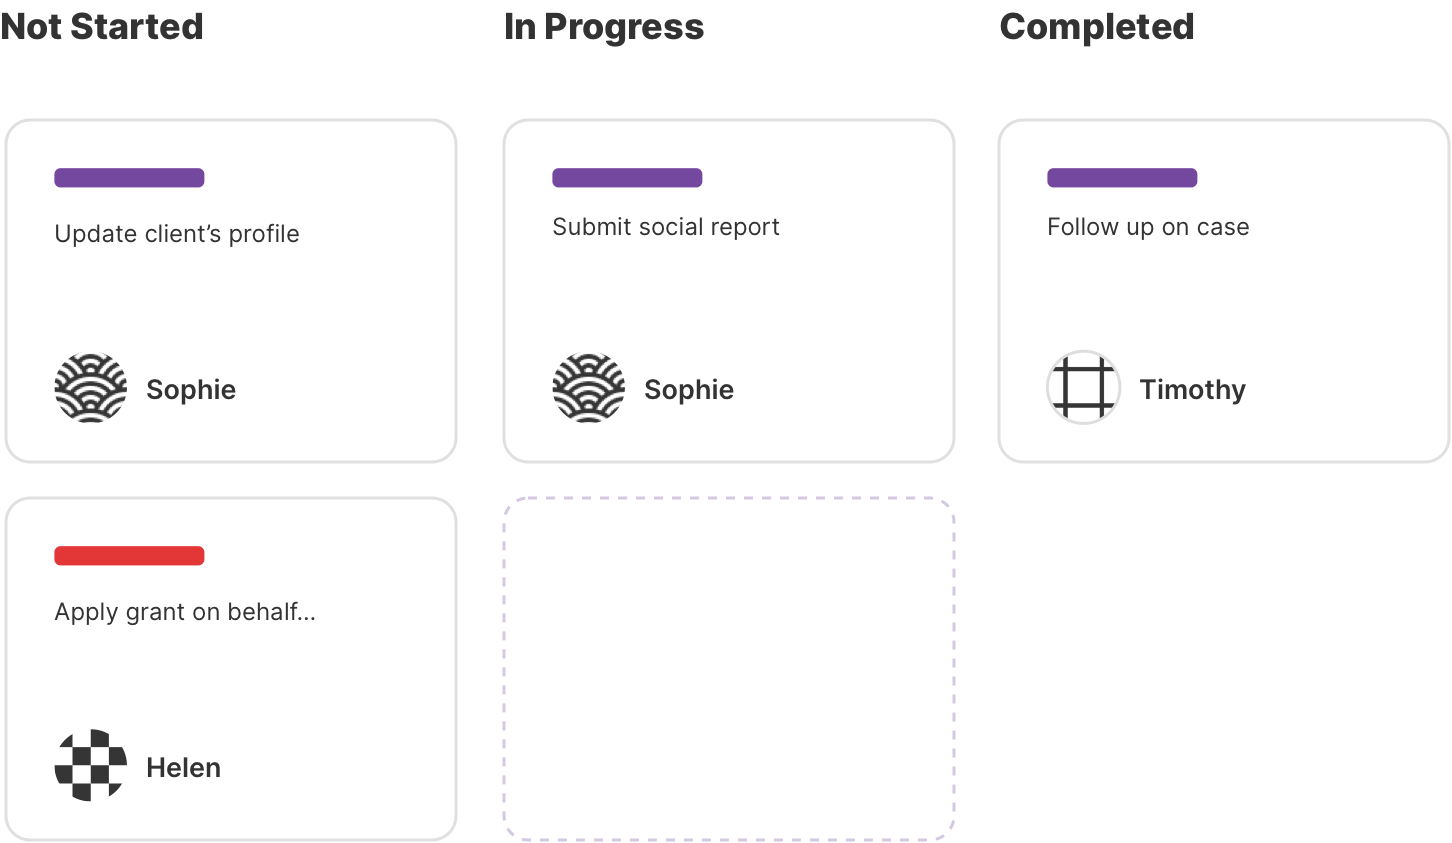 Not Started
In Progress
Completed
Update client’s profile
Submit social report
Follow up on case
Sophie
Sophie
Timothy
Apply grant on behalf...
Helen